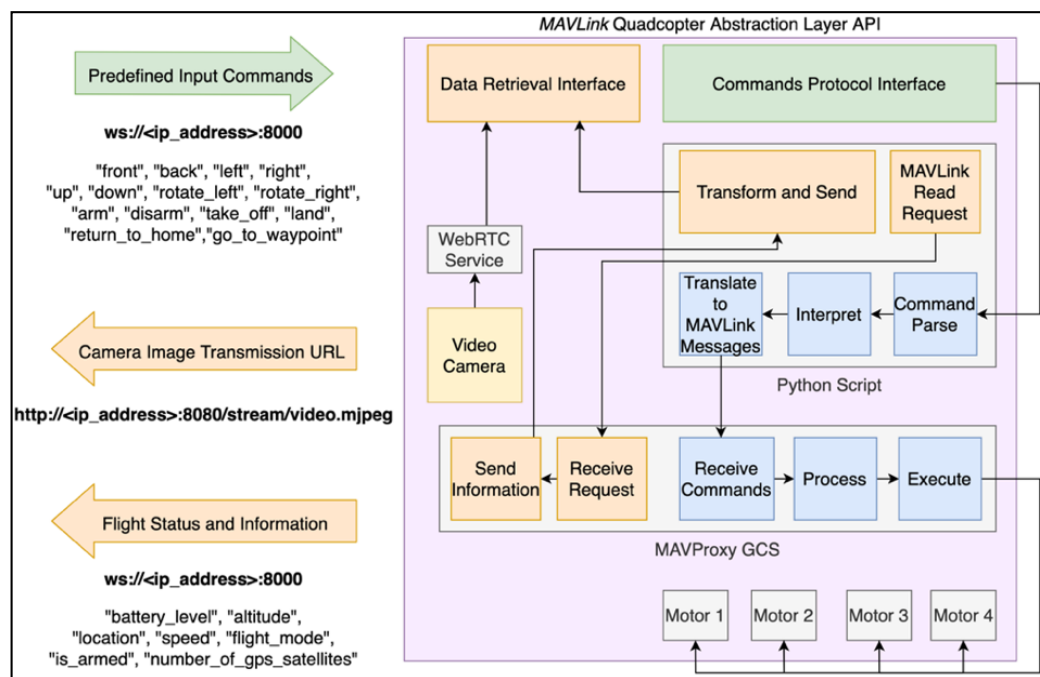 MAVLink Quadcopter Abstraction Layer API
Predefined Input Commands
ws://<ip_address>:8000
"front", "back", "left", "right",
"up", "down", "rotate_left", "rotate_right",
"arm", "disarm", "take_off", "land",
"return_to_home","go_to_waypoint"
Camera Image Transmission URL
http://<ip_address>:8080/stream/video.mjpeg
Flight Status and Information
ws://<ip_address>:8000
"battery_level", "altitude",
"location", "speed", "flight_mode",
"is_armed", "number_of_gps_satellites"
Data Retrieval Interface
Commands Protocol Interface
Transform and Send
MAVLink
Read
Request
WebRTC
Service
Video
Camera
Translate
to
MAVLink
Messages
Interpret
Command
Parse
Python Script
Send
Information
Receive
Request
Receive
Commands
Process
Execute
MAVProxy GCS
Motor 1
Motor 2
Motor 3
Motor 4